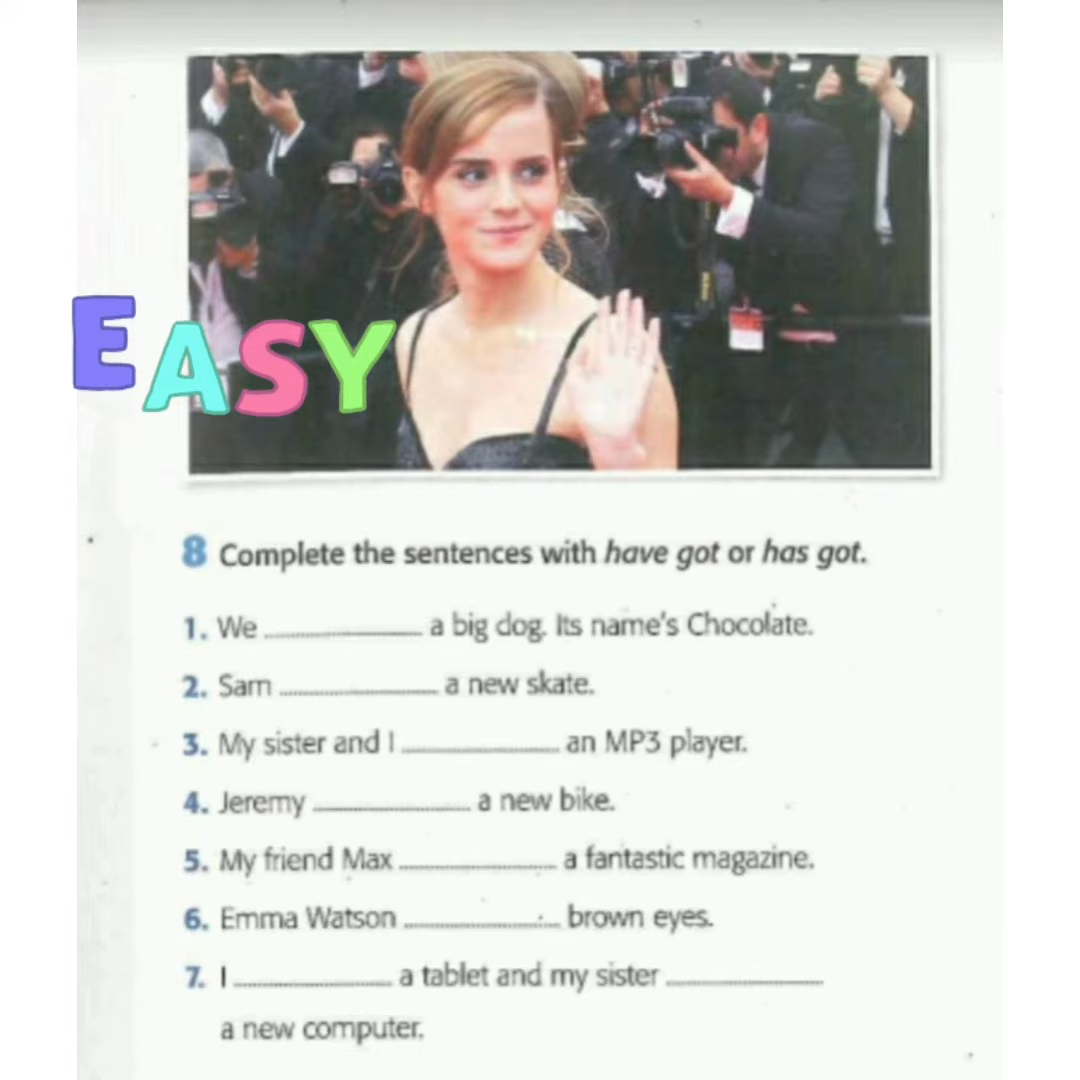 EASY
8 Complete the sentences with have got or has got.
1. We ______ a big dog. Its name's Chocolate.
2. Sam ______ a new skate.
3. My sister and I ______ an MP3 player.
4. Jeremy ______ a new bike.
5. My friend Max ______ a fantastic magazine.
6. Emma Watson ______ brown eyes.
7. I ______ a tablet and my sister ______
a new computer.